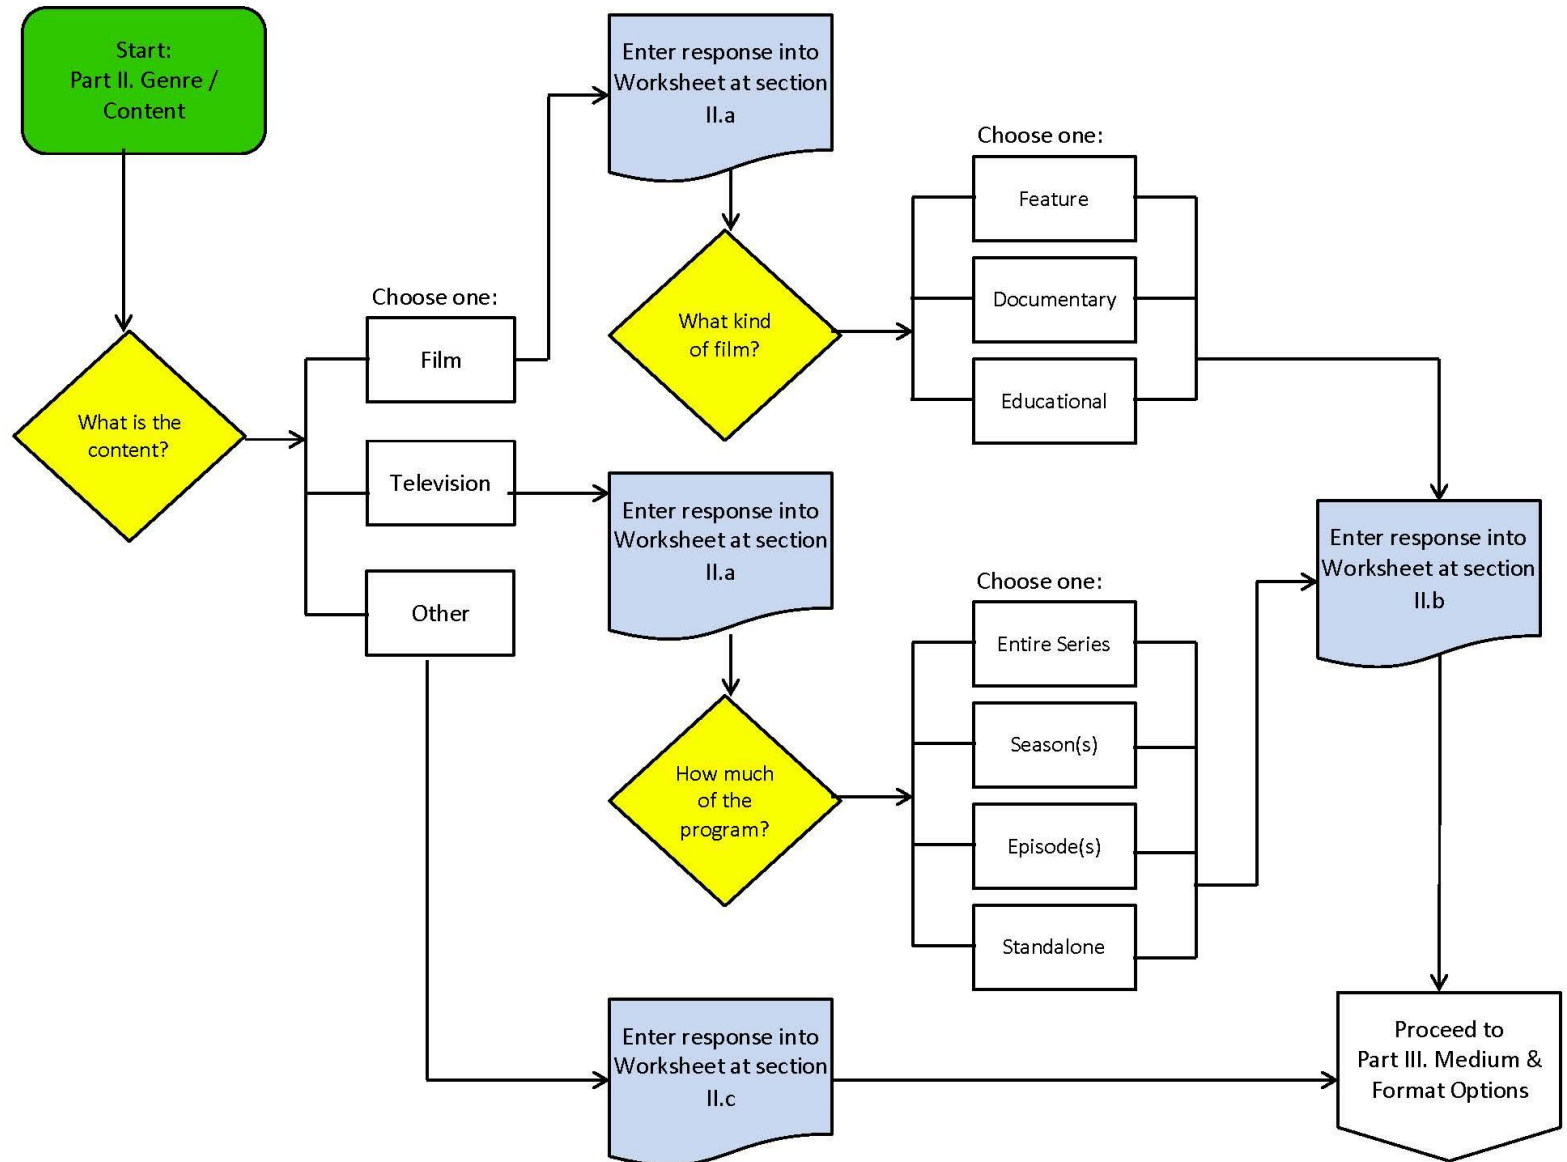 Start:
Part II. Genre /
Content
What is the
content?
Choose one:
Film
Television
Other
Enter response into
Worksheet at section
II.a
What kind
of film?
Choose one:
Feature
Documentary
Educational
Enter response into
Worksheet at section
II.a
How much
of the
program?
Choose one:
Entire Series
Season(s)
Episode(s)
Standalone
Enter response into
Worksheet at section
II.b
Enter response into
Worksheet at section
II.c
Proceed to
Part III. Medium &
Format Options